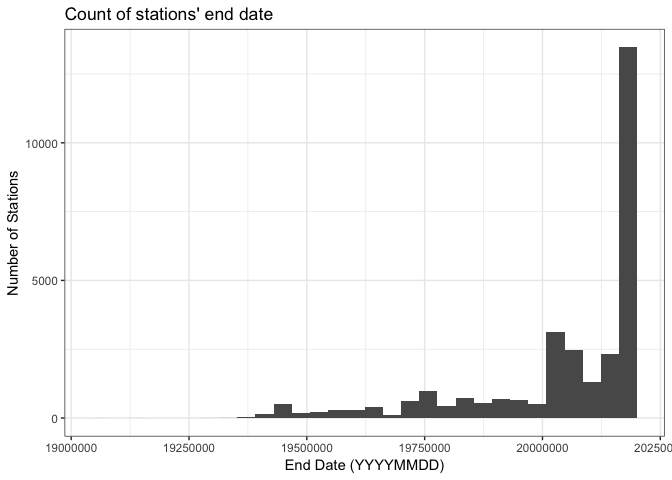 Count of stations' end date
Number of Stations
10000
5000
0
19000000 19250000 19500000 19750000 20000000 2025000
End Date (YYYYMMDD)